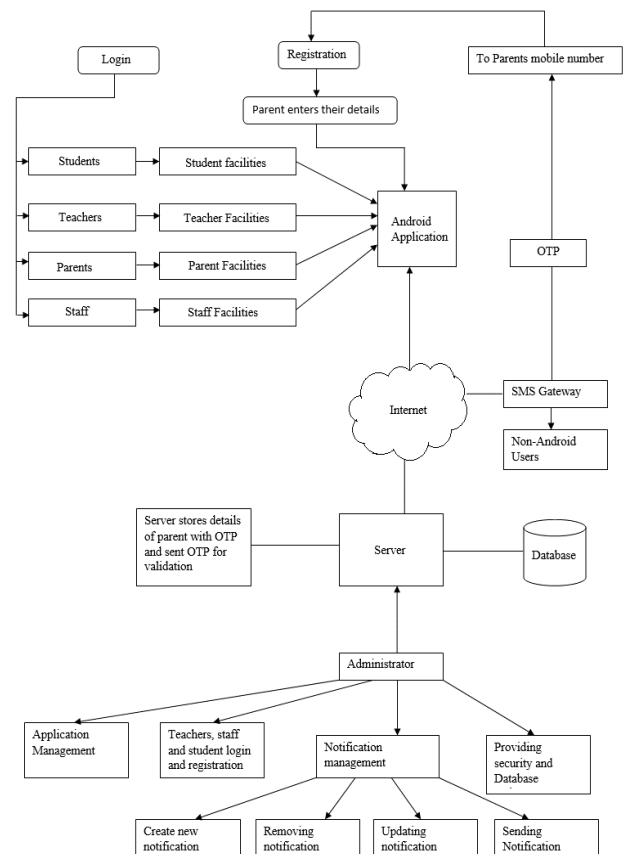 Login
Registration
To Parents mobile number
Parent enters their details
Students
Student facilities
Teachers
Teacher Facilities
Android
Application
Parents
Parent Facilities
OTP
Staff
Staff Facilities
Internet
SMS Gateway
Non-Android
Users
Server stores details
of parent with OTP
and sent OTP for
validation
Server
Database
Administrator
Application
Management
Teachers, staff
and student login
and registration
Notification
management
Providing
security and
Database
Create new
notification
Removing
notification
Updating
notification
Sending
Notification